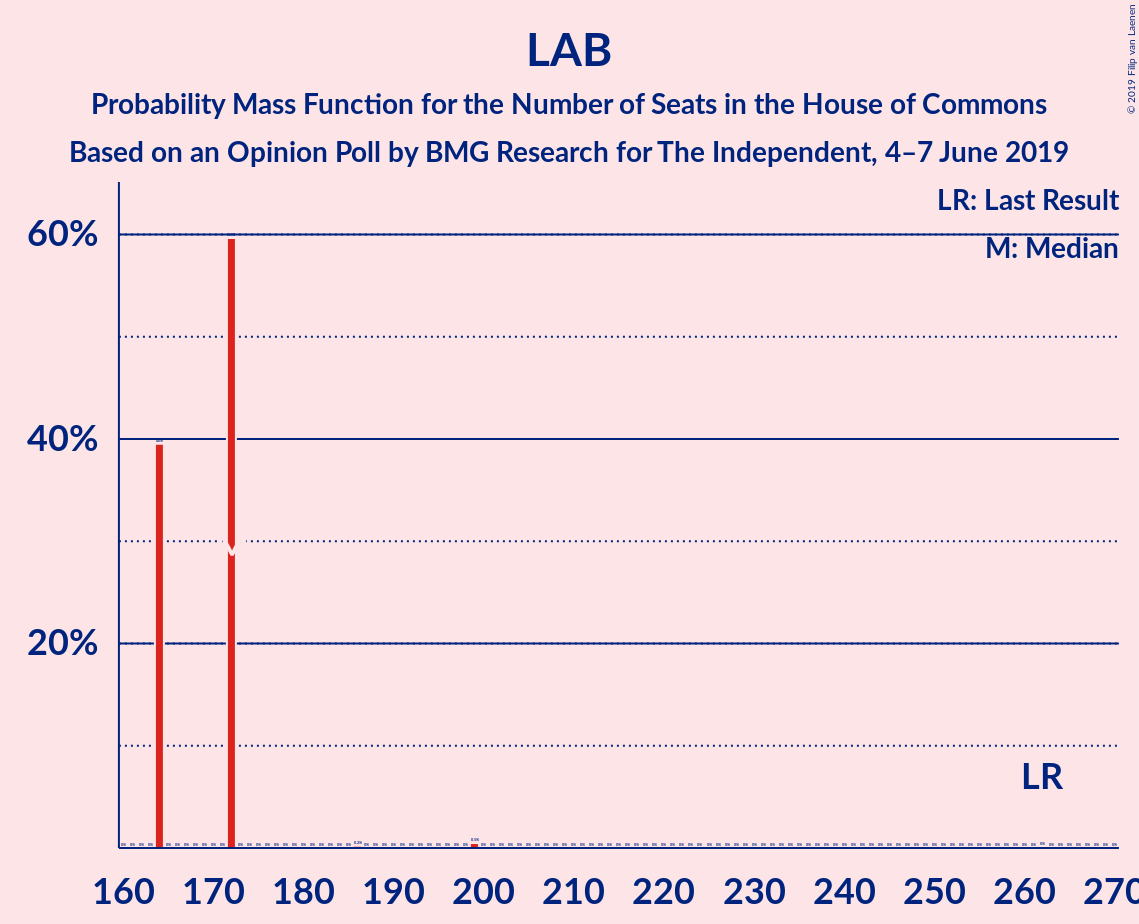 LAB
Probability Mass Function for the Number of Seats in the House of Commons
Based on an Opinion Poll by BMG Research for The Independent, 4–7 June 2019
© 2019 Filip van Laenen
LR: Last Result
M: Median
60%
40%
20%
M
LR
160 170 180 190 200 210 220 230 240 250 260 270